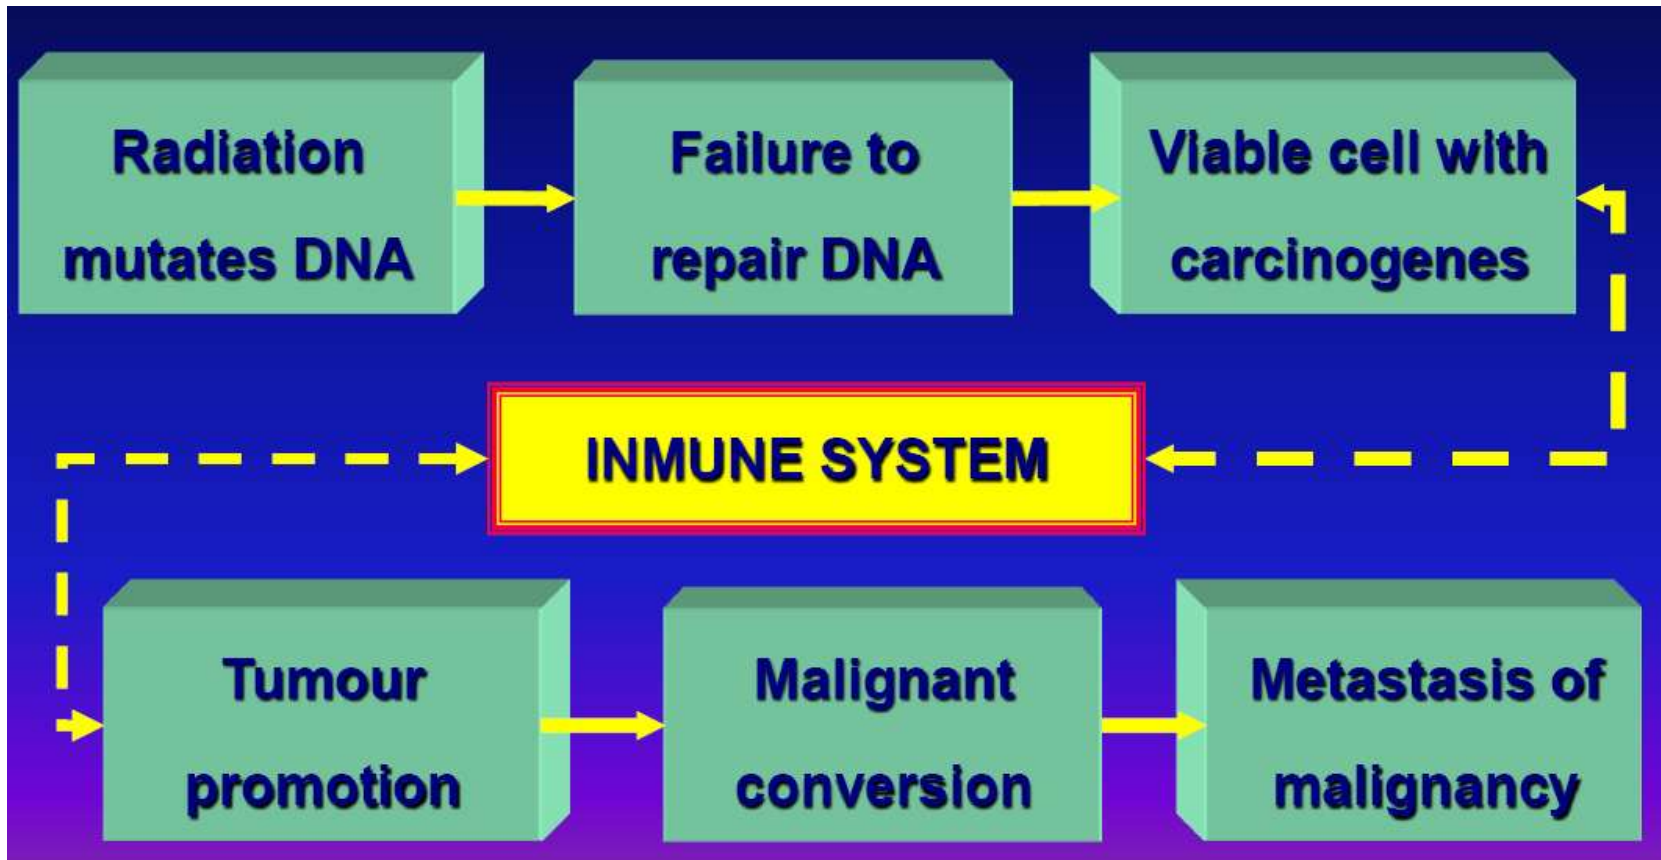 Radiation
mutates DNA
Failure to
repair DNA
Viable cell with
carcinogenes
INMUNE SYSTEM
Tumour
promotion
Malignant
conversion
Metastasis of
malignancy